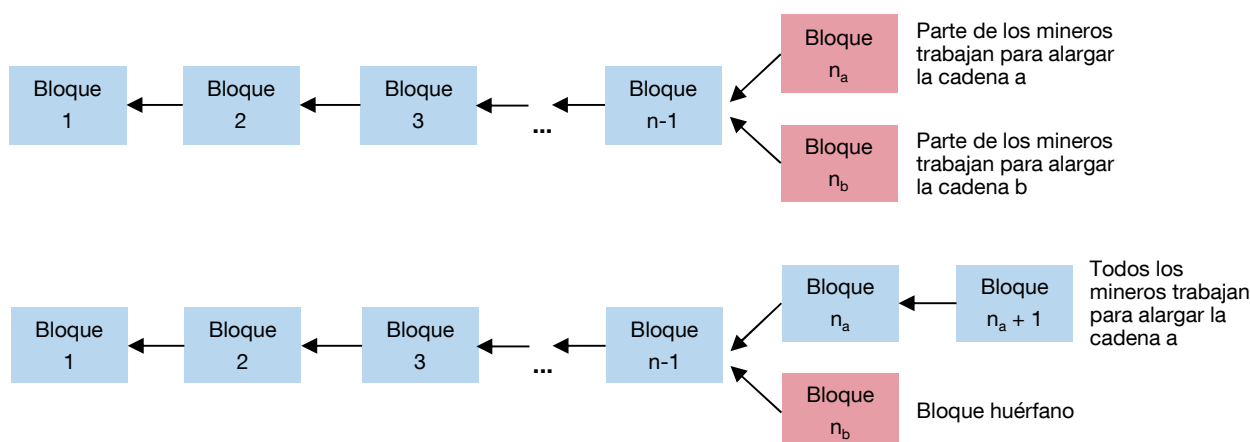 Bloque
1
Bloque
2
Bloque
3
...
Bloque
n-1
Bloque
nₐ
Parte de los mineros
trabajan para alargar
la cadena a
Bloque
n_b
Parte de los mineros
trabajan para alargar
la cadena b
Bloque
1
Bloque
2
Bloque
3
...
Bloque
n-1
Bloque
nₐ
Bloque
nₐ + 1
Todos los
mineros trabajan
para alargar la
cadena a
Bloque
n_b
Bloque huérfano